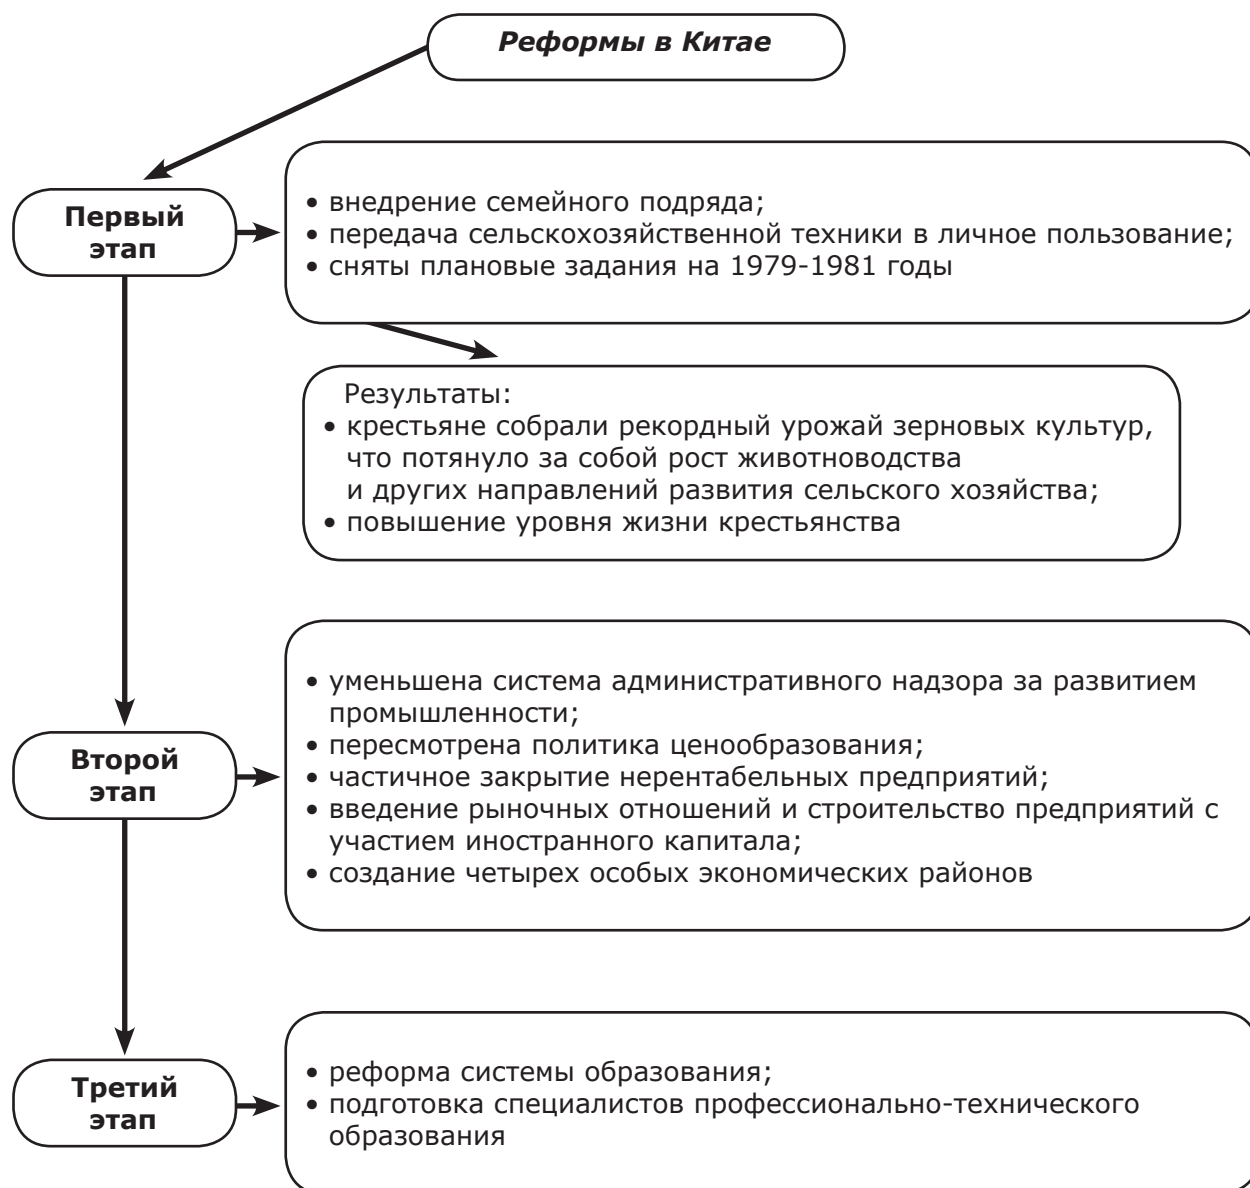 Реформы в Китае
Первый
этап
• внедрение семейного подряда;
• передача сельскохозяйственной техники в личное пользование;
• сняты плановые задания на 1979-1981 годы
Результаты:
• крестьяне собрали рекордный урожай зерновых культур,
что потянуло за собой рост животноводства
и других направлений развития сельского хозяйства;
• повышение уровня жизни крестьянства
Второй
этап
• уменьшена система административного надзора за развитием
промышленности;
• пересмотрена политика ценообразования;
• частичное закрытие нерентабельных предприятий;
• введение рыночных отношений и строительство предприятий с
участием иностранного капитала;
• создание четырех особых экономических районов
Третий
этап
• реформа системы образования;
• подготовка специалистов профессионально-технического
образования